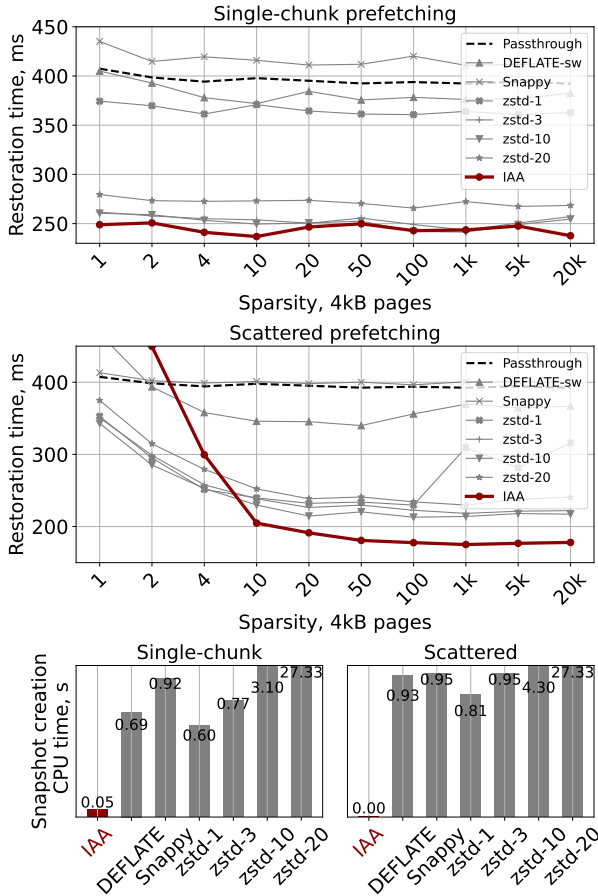 Single-chunk prefetching
Restoration time, ms
450
400
350
300
250
Passthrough
DEFLATE-sw
Snappy
zstd-1
zstd-3
zstd-10
zstd-20
IAA
1 2 4 10 20 50 100 1k 5k 20k
Sparsity, 4kB pages
Scattered prefetching
Restoration time, ms
400
300
200
Passthrough
DEFLATE-sw
Snappy
zstd-1
zstd-3
zstd-10
zstd-20
IAA
1 2 4 10 20 50 100 1k 5k 20k
Sparsity, 4kB pages
Single-chunk
Snapshot creation
CPU time, s
0.05 0.69 0.92 0.60 0.77 3.10 27.33
IAA DEFLATE Snappy zstd-1 zstd-3 zstd-10 zstd-20
Scattered
0.00 0.93 0.95 0.81 0.95 4.30 27.33
IAA DEFLATE Snappy zstd-1 zstd-3 zstd-10 zstd-20